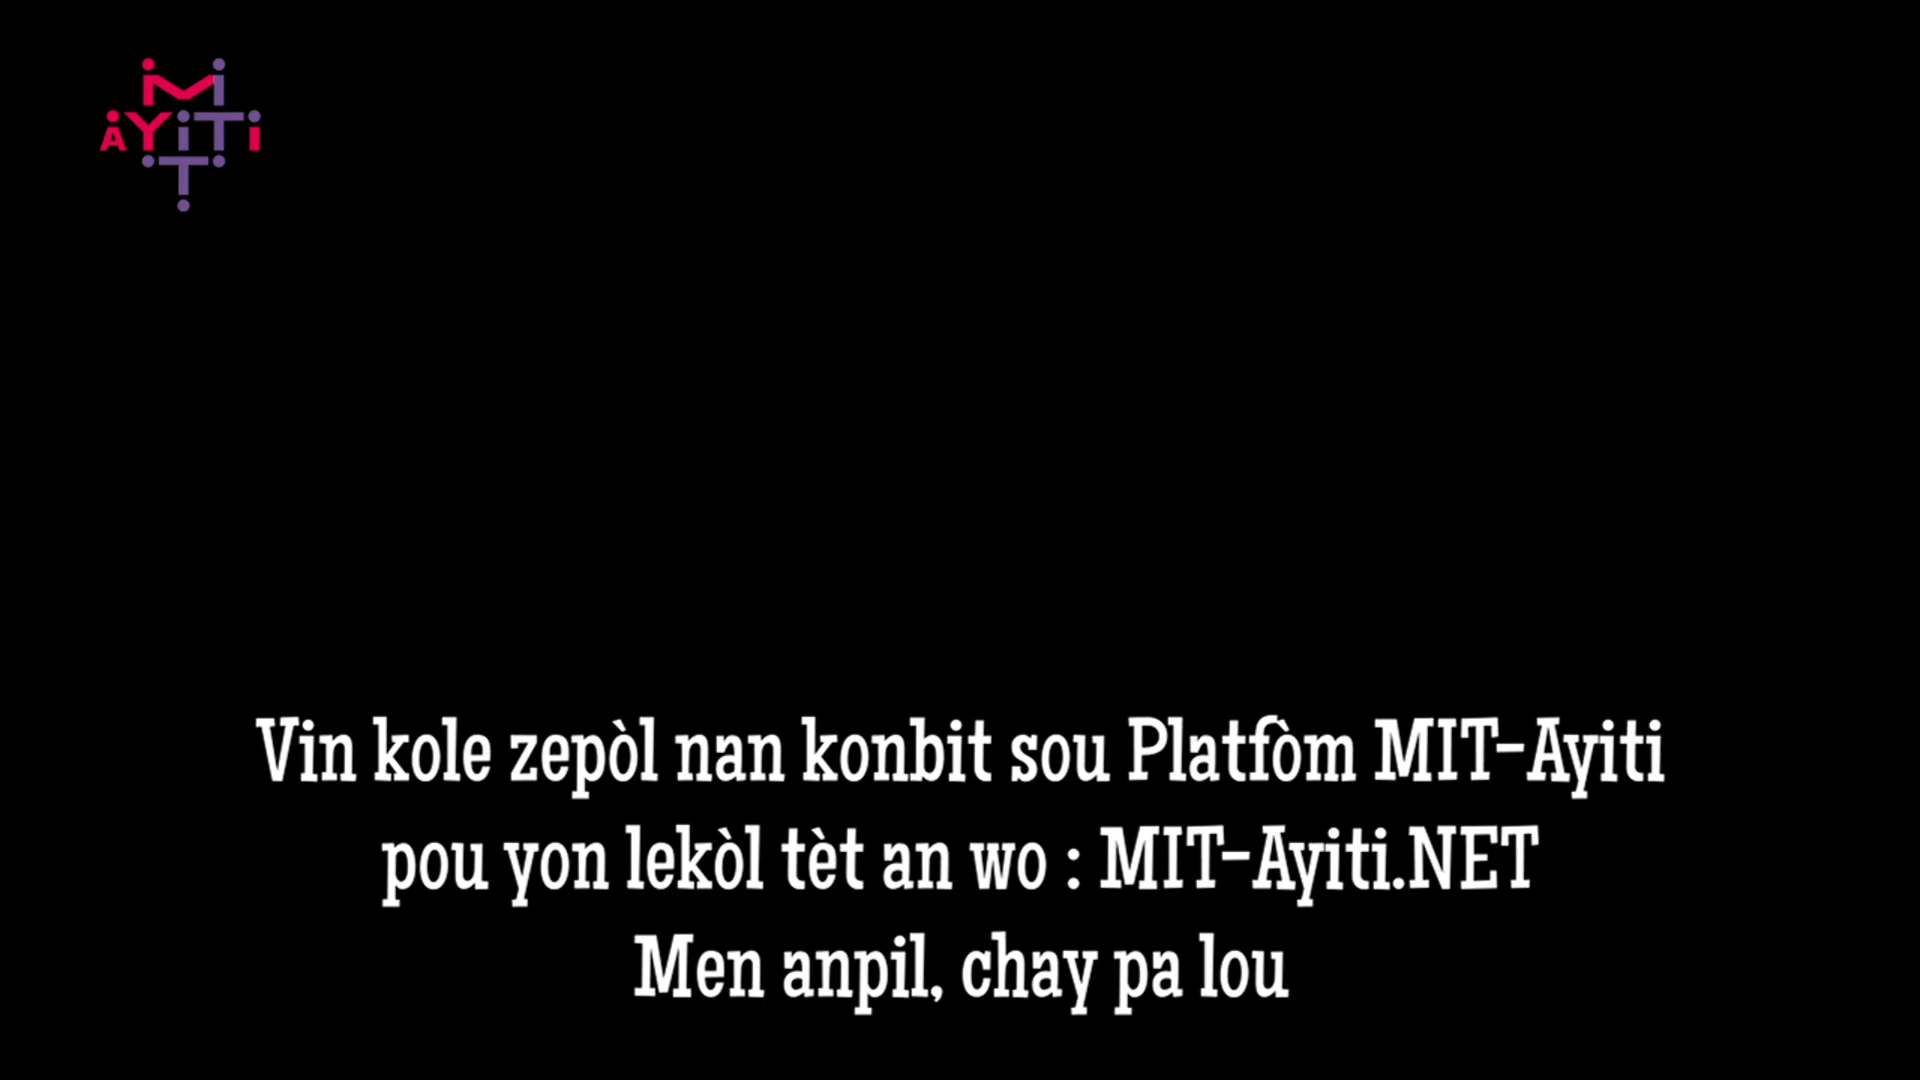 MIT
AYITI
Vin kole zepòl nan konbit sou Platfòm MIT-Ayiti
pou yon lekòl tèt an wo : MIT-Ayiti.NET
Men anpil, chay pa lou